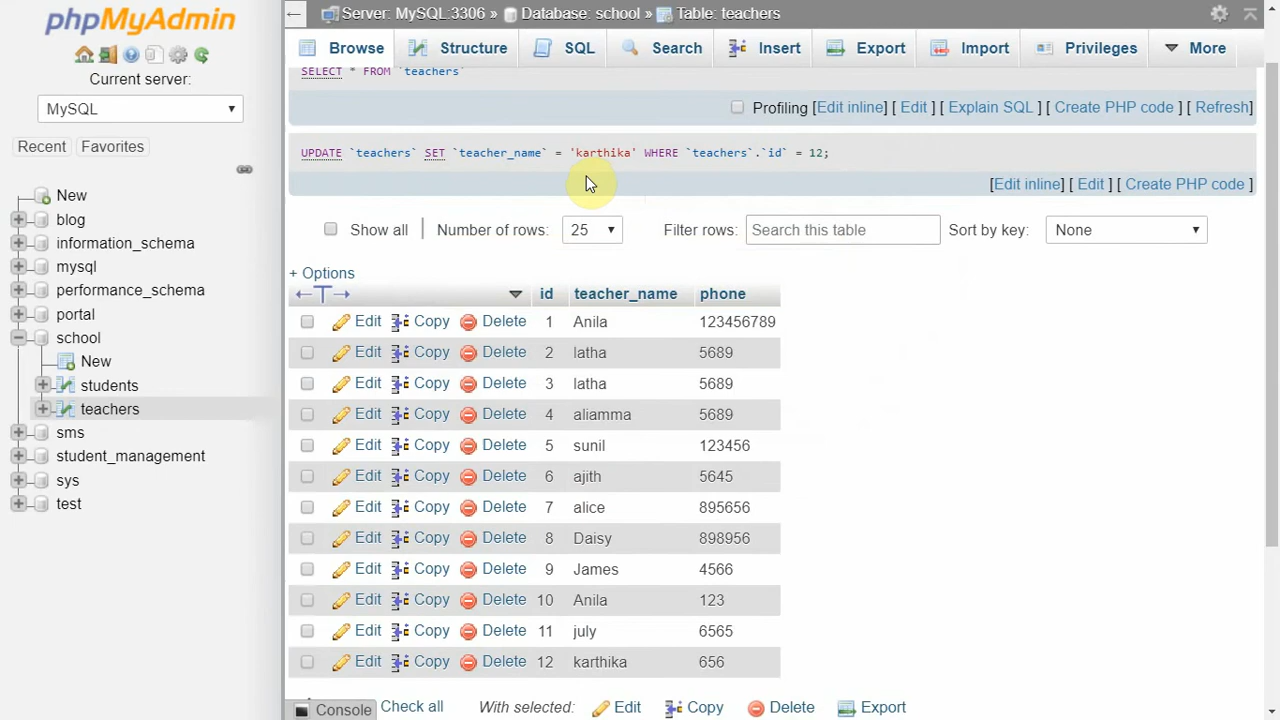 phpMyAdmin
Current server:
MySQL
Recent Favorites
New
blog
information_schema
mysql
performance_schema
portal
school
New
students
teachers
sms
student_management
sys
test
Server: MySQL:3306 » Database: school » Table: teachers
Browse Structure SQL Search Insert Export Import Privileges More
SELECT * FROM `teachers`
Profiling [Edit inline] [ Edit ] [ Explain SQL ] [ Create PHP code ] [ Refresh]
UPDATE `teachers` SET `teacher_name` = 'karthika' WHERE `teachers`.`id` = 12;
[Edit inline] [ Edit ] [ Create PHP code ]
Show all Number of rows: 25 Filter rows: Search this table Sort by key: None
+ Options
id teacher_name phone
Edit Copy Delete 1 Anila 123456789
Edit Copy Delete 2 latha 5689
Edit Copy Delete 3 latha 5689
Edit Copy Delete 4 aliamma 5689
Edit Copy Delete 5 sunil 123456
Edit Copy Delete 6 ajith 5645
Edit Copy Delete 7 alice 895656
Edit Copy Delete 8 Daisy 898956
Edit Copy Delete 9 James 4566
Edit Copy Delete 10 Anila 123
Edit Copy Delete 11 july 6565
Edit Copy Delete 12 karthika 656
Console Check all With selected: Edit Copy Delete Export